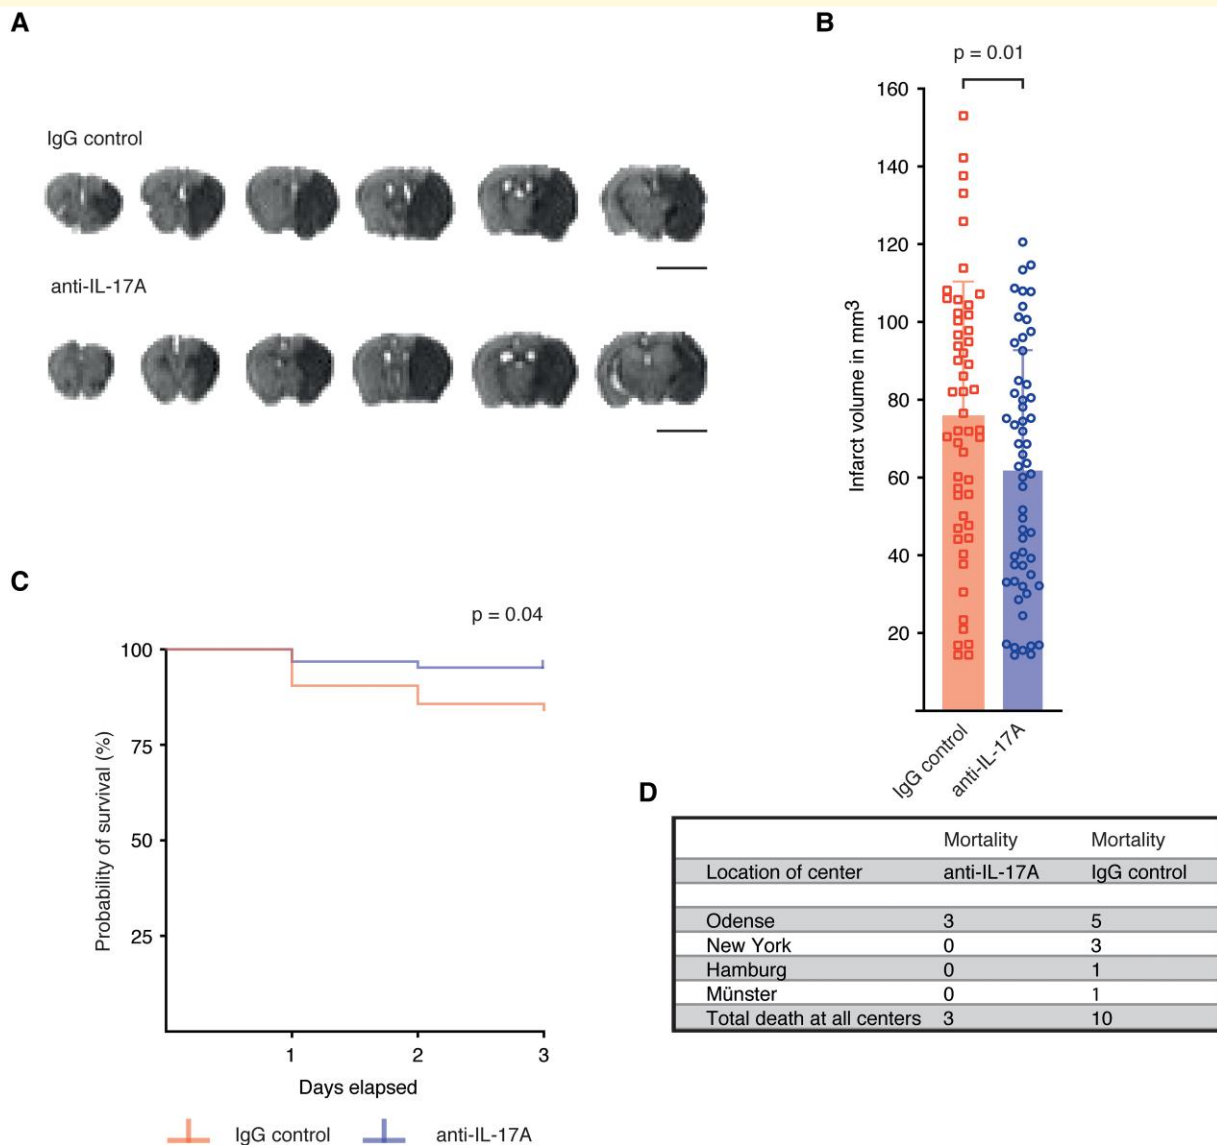 A
IgG control
anti-IL-17A
B
p = 0.01
160
140
120
100
80
60
40
20
Infarct volume in mm3
IgG control
anti-IL-17A
C
p = 0.04
100
75
50
25
Probability of survival (%)
1 2 3
Days elapsed
IgG control anti-IL-17A
D
Mortality Mortality
Location of center anti-IL-17A IgG control
Odense 3 5
New York 0 3
Hamburg 0 1
Münster 0 1
Total death at all centers 3 10